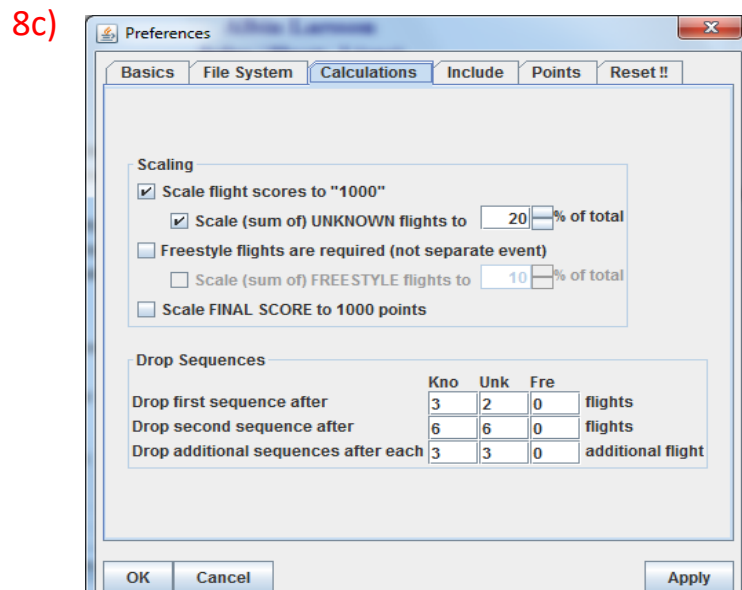 8c)
Preferences
Basics File System Calculations Include Points Reset !!
Scaling
Scale flight scores to "1000"
Scale (sum of) UNKNOWN flights to 20 % of total
Freestyle flights are required (not separate event)
Scale (sum of) FREESTYLE flights to 10 % of total
Scale FINAL SCORE to 1000 points
Drop Sequences
Kno Unk Fre
Drop first sequence after 3 2 0 flights
Drop second sequence after 6 6 0 flights
Drop additional sequences after each 3 3 0 additional flight
OK Cancel Apply